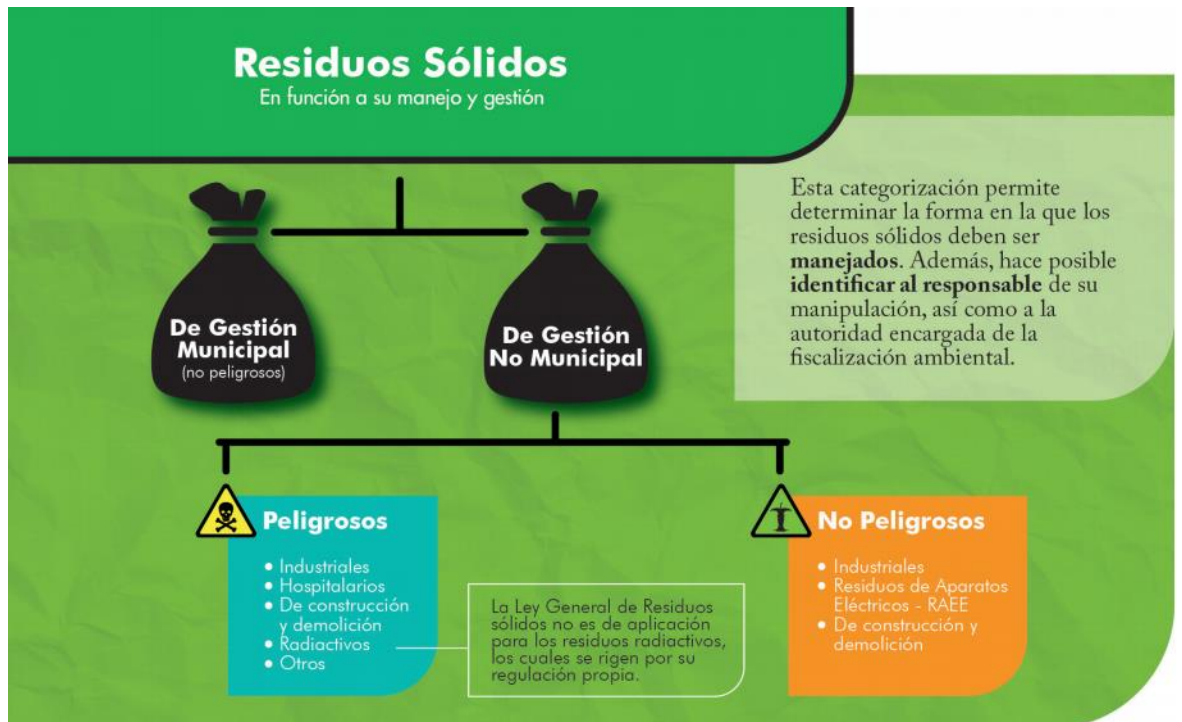 Residuos Sólidos
En función a su manejo y gestión
Esta categorización permite
determinar la forma en la que los
residuos sólidos deben ser
manejados. Además, hace posible
identificar al responsable de su
manipulación, así como a la
autoridad encargada de la
fiscalización ambiental.
De Gestión
Municipal
(no peligrosos)
De Gestión
No Municipal
Peligrosos
• Industriales
• Hospitalarios
• De construcción
y demolición
• Radiactivos
• Otros
La Ley General de Residuos
sólidos no es de aplicación
para los residuos radiactivos,
los cuales se rigen por su
regulación propia.
No Peligrosos
• Industriales
• Residuos de Aparatos
Eléctricos - RAEE
• De construcción y
demolición